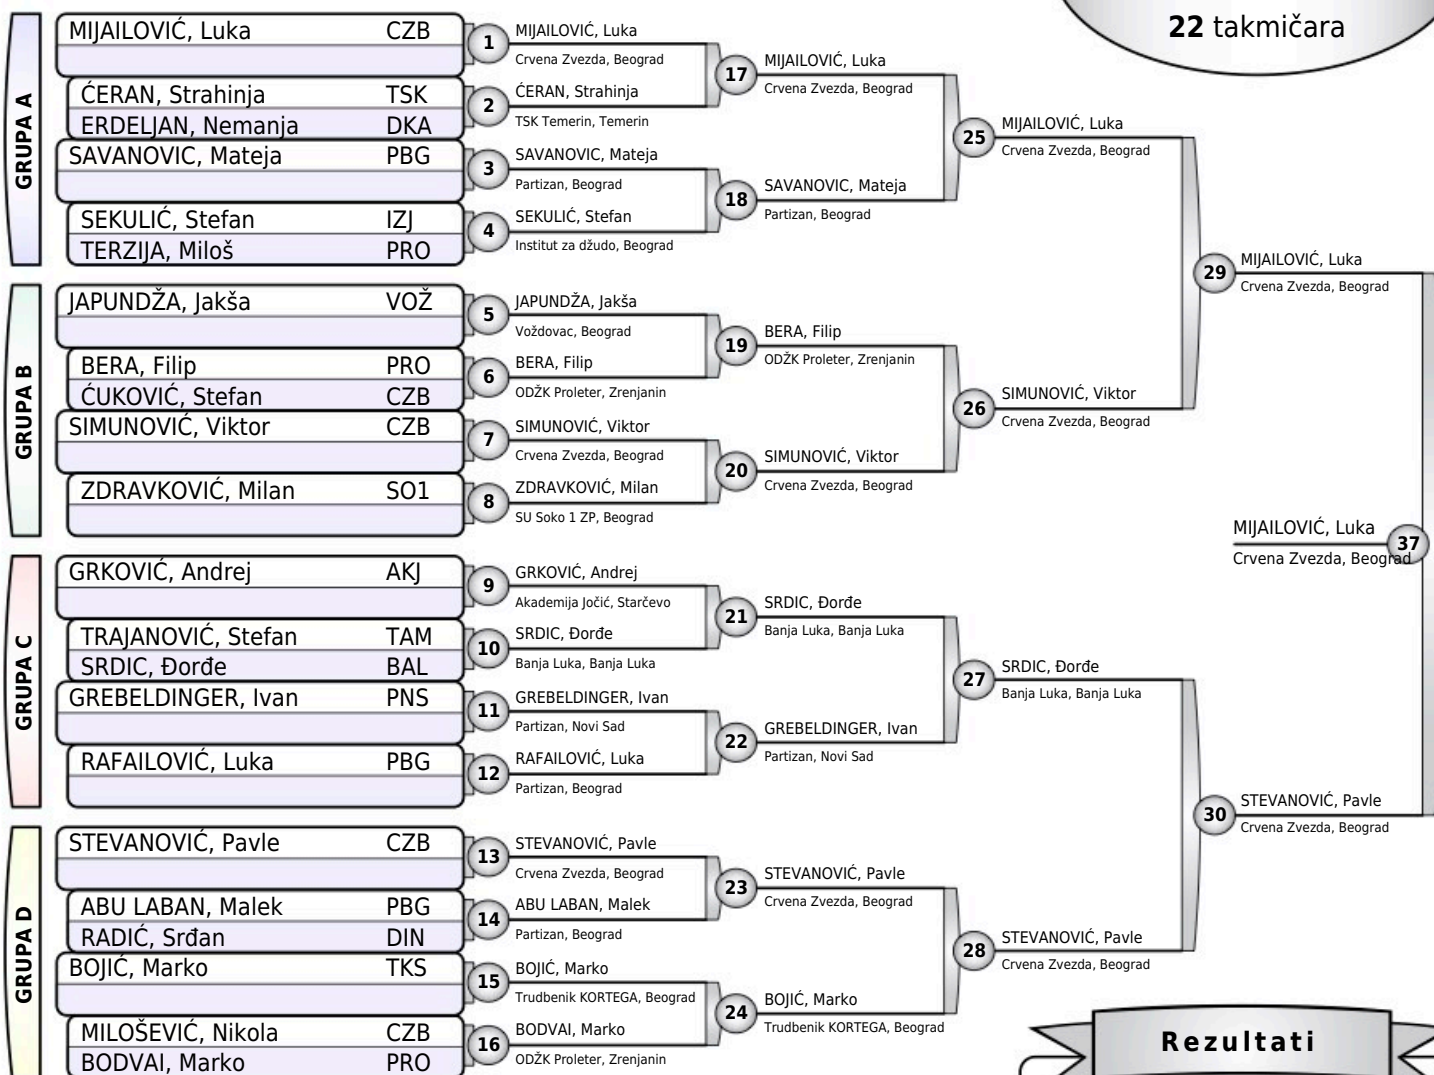 22 takmičara
GRUPA A
MIJAILOVIĆ, Luka CZB
ĆERAN, Strahinja TSK
ERDELJAN, Nemanja DKA
SAVANOVIC, Mateja PBG
SEKULIĆ, Stefan IZJ
TERZIJA, Miloš PRO
GRUPA B
JAPUNDŽA, Jakša VOŽ
BERA, Filip PRO
ĆUKOVIĆ, Stefan CZB
SIMUNOVIĆ, Viktor CZB
ZDRAVKOVIĆ, Milan SO1
GRUPA C
GRKOVIĆ, Andrej AKJ
TRAJANOVIĆ, Stefan TAM
SRDIC, Đorđe BAL
GREBELDINGER, Ivan PNS
RAFAILOVIĆ, Luka PBG
GRUPA D
STEVANOVIĆ, Pavle CZB
ABU LABAN, Malek PBG
RADIĆ, Srđan DIN
BOJIĆ, Marko TKS
MILOŠEVIĆ, Nikola CZB
BODVAI, Marko PRO
1 MIJAILOVIĆ, Luka
Crvena Zvezda, Beograd
2 ĆERAN, Strahinja
TSK Temerin, Temerin
3 SAVANOVIC, Mateja
Partizan, Beograd
4 SEKULIĆ, Stefan
Institut za džudo, Beograd
5 JAPUNDŽA, Jakša
Voždovac, Beograd
6 BERA, Filip
ODŽK Proleter, Zrenjanin
7 SIMUNOVIĆ, Viktor
Crvena Zvezda, Beograd
8 ZDRAVKOVIĆ, Milan
SU Soko 1 ZP, Beograd
9 GRKOVIĆ, Andrej
Akademija Jočić, Starčevo
10 SRDIC, Đorđe
Banja Luka, Banja Luka
11 GREBELDINGER, Ivan
Partizan, Novi Sad
12 RAFAILOVIĆ, Luka
Partizan, Beograd
13 STEVANOVIĆ, Pavle
Crvena Zvezda, Beograd
14 ABU LABAN, Malek
Partizan, Beograd
15 BOJIĆ, Marko
Trudbenik KORTEGA, Beograd
16 BODVAI, Marko
ODŽK Proleter, Zrenjanin
17 MIJAILOVIĆ, Luka
Crvena Zvezda, Beograd
18 SAVANOVIC, Mateja
Partizan, Beograd
19 BERA, Filip
ODŽK Proleter, Zrenjanin
20 SIMUNOVIĆ, Viktor
Crvena Zvezda, Beograd
21 SRDIC, Đorđe
Banja Luka, Banja Luka
22 GREBELDINGER, Ivan
Partizan, Novi Sad
23 STEVANOVIĆ, Pavle
Crvena Zvezda, Beograd
24 BOJIĆ, Marko
Trudbenik KORTEGA, Beograd
25 MIJAILOVIĆ, Luka
Crvena Zvezda, Beograd
26 SIMUNOVIĆ, Viktor
Crvena Zvezda, Beograd
27 SRDIC, Đorđe
Banja Luka, Banja Luka
28 STEVANOVIĆ, Pavle
Crvena Zvezda, Beograd
29 MIJAILOVIĆ, Luka
Crvena Zvezda, Beograd
30 STEVANOVIĆ, Pavle
Crvena Zvezda, Beograd
MIJAILOVIĆ, Luka 37
Crvena Zvezda, Beograd
Rezultati